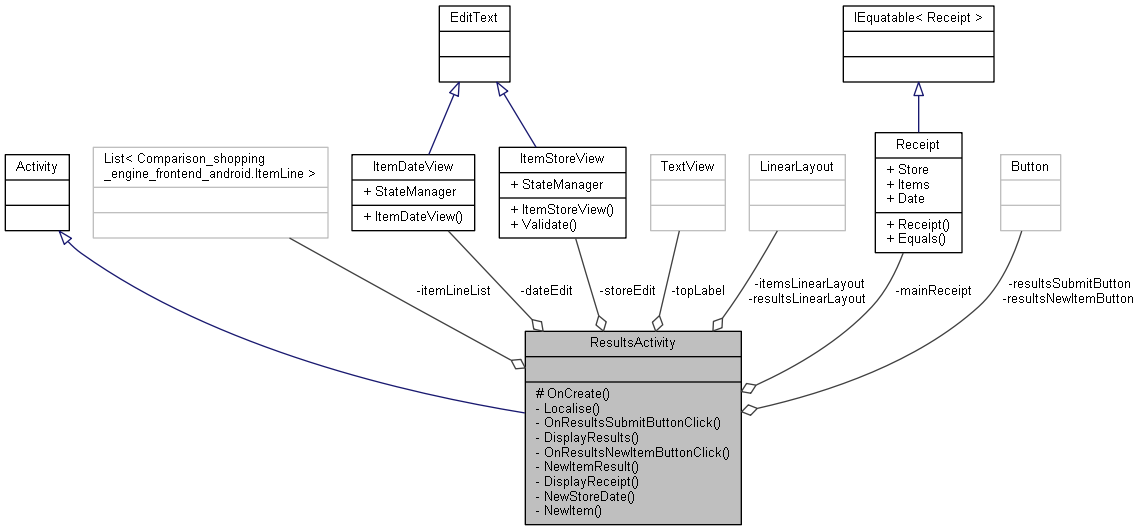 EditText
IEquatable< Receipt >
Activity
List< Comparison_shopping
_engine_frontend_android.ItemLine >
ItemDateView
+ StateManager
+ ItemDateView()
ItemStoreView
+ StateManager
+ ItemStoreView()
+ Validate()
TextView
LinearLayout
Receipt
+ Store
+ Items
+ Date
+ Receipt()
+ Equals()
Button
-itemLineList
-dateEdit
-storeEdit
-topLabel
-itemsLinearLayout
-resultsLinearLayout
-mainReceipt
-resultsSubmitButton
-resultsNewItemButton
ResultsActivity
# OnCreate()
- Localise()
- OnResultsSubmitButtonClick()
- DisplayResults()
- OnResultsNewItemButtonClick()
- NewItemResult()
- DisplayReceipt()
- NewStoreDate()
- NewItem()